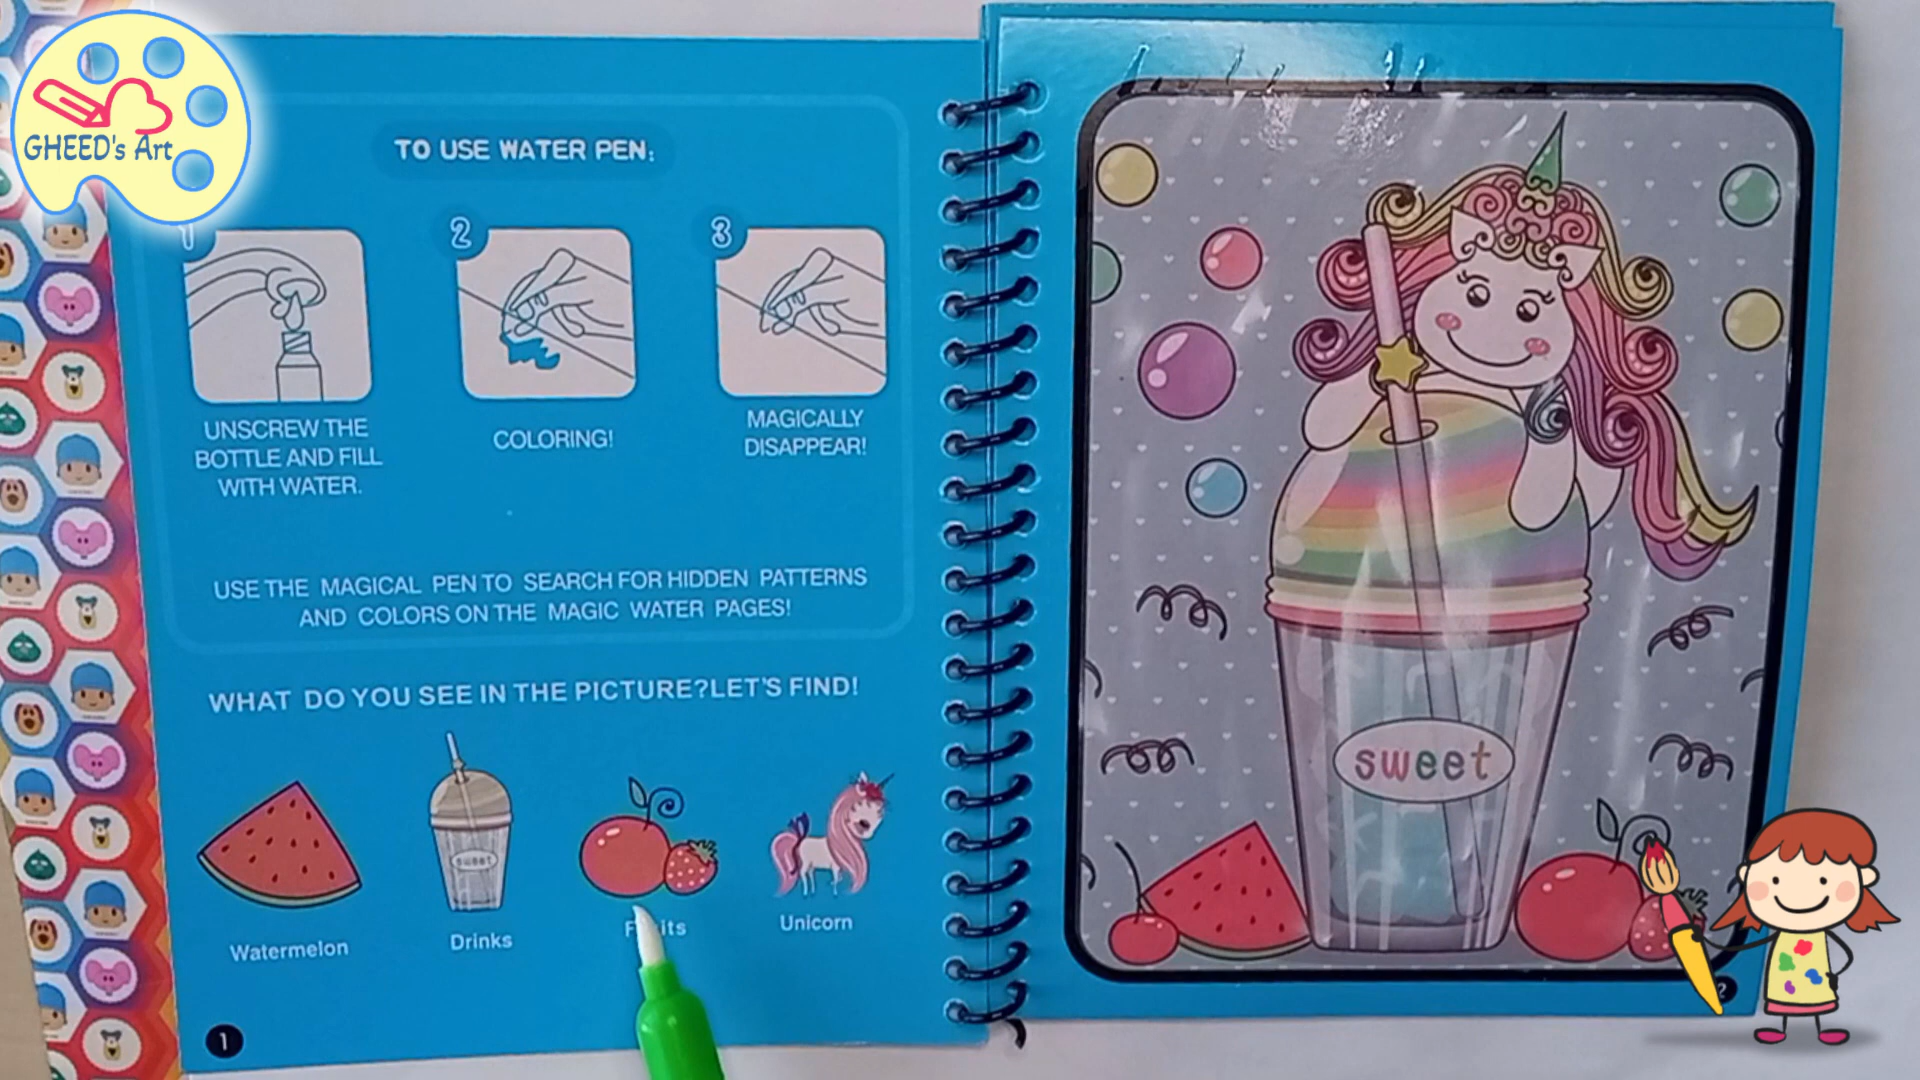 GHEED's Art
TO USE WATER PEN:
1
2
3
UNSCREW THE
BOTTLE AND FILL
WITH WATER.
COLORING!
MAGICALLY
DISAPPEAR!
USE THE MAGICAL PEN TO SEARCH FOR HIDDEN PATTERNS
AND COLORS ON THE MAGIC WATER PAGES!
WHAT DO YOU SEE IN THE PICTURE?LET'S FIND!
sweet
Watermelon
Drinks
Unicorn
1
sweet
2